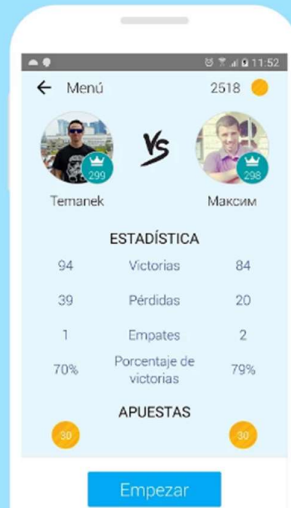 11:52
Menú 2518
VS
299 298
Temanek Максим
ESTADÍSTICA
94 Victorias 84
39 Pérdidas 20
1 Empates 2
70% Porcentaje de victorias 79%
APUESTAS
30 30
Empezar